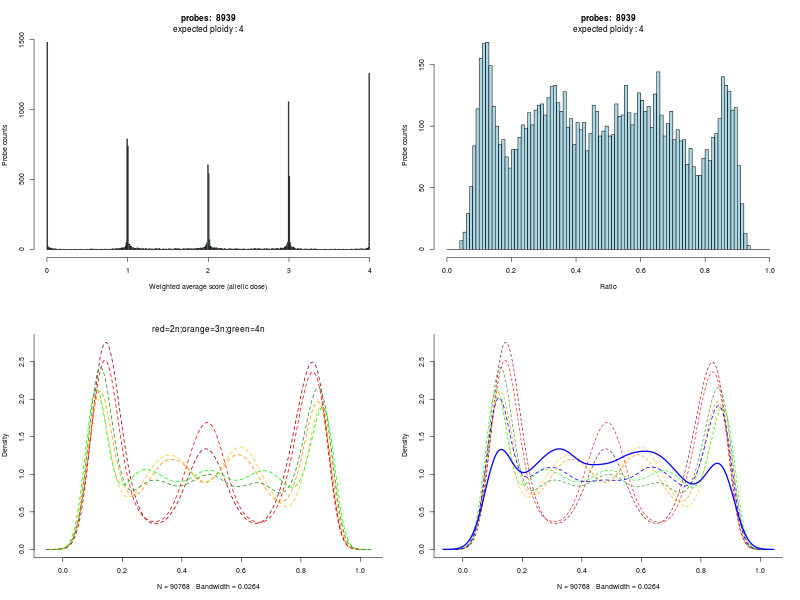 probes: 8939
expected ploidy : 4
Probe counts
1500
1000
500
0
0 1 2 3 4
Weighted average score (allelic dose)
probes: 8939
expected ploidy : 4
Probe counts
150
100
50
0
0.0 0.2 0.4 0.6 0.8 1.0
Ratio
red=2n;orange=3n;green=4n
Density
2.5
2.0
1.5
1.0
0.5
0.0
0.0 0.2 0.4 0.6 0.8 1.0
N = 90768 Bandwidth = 0.0264
Density
2.5
2.0
1.5
1.0
0.5
0.0
0.0 0.2 0.4 0.6 0.8 1.0
N = 90768 Bandwidth = 0.0264